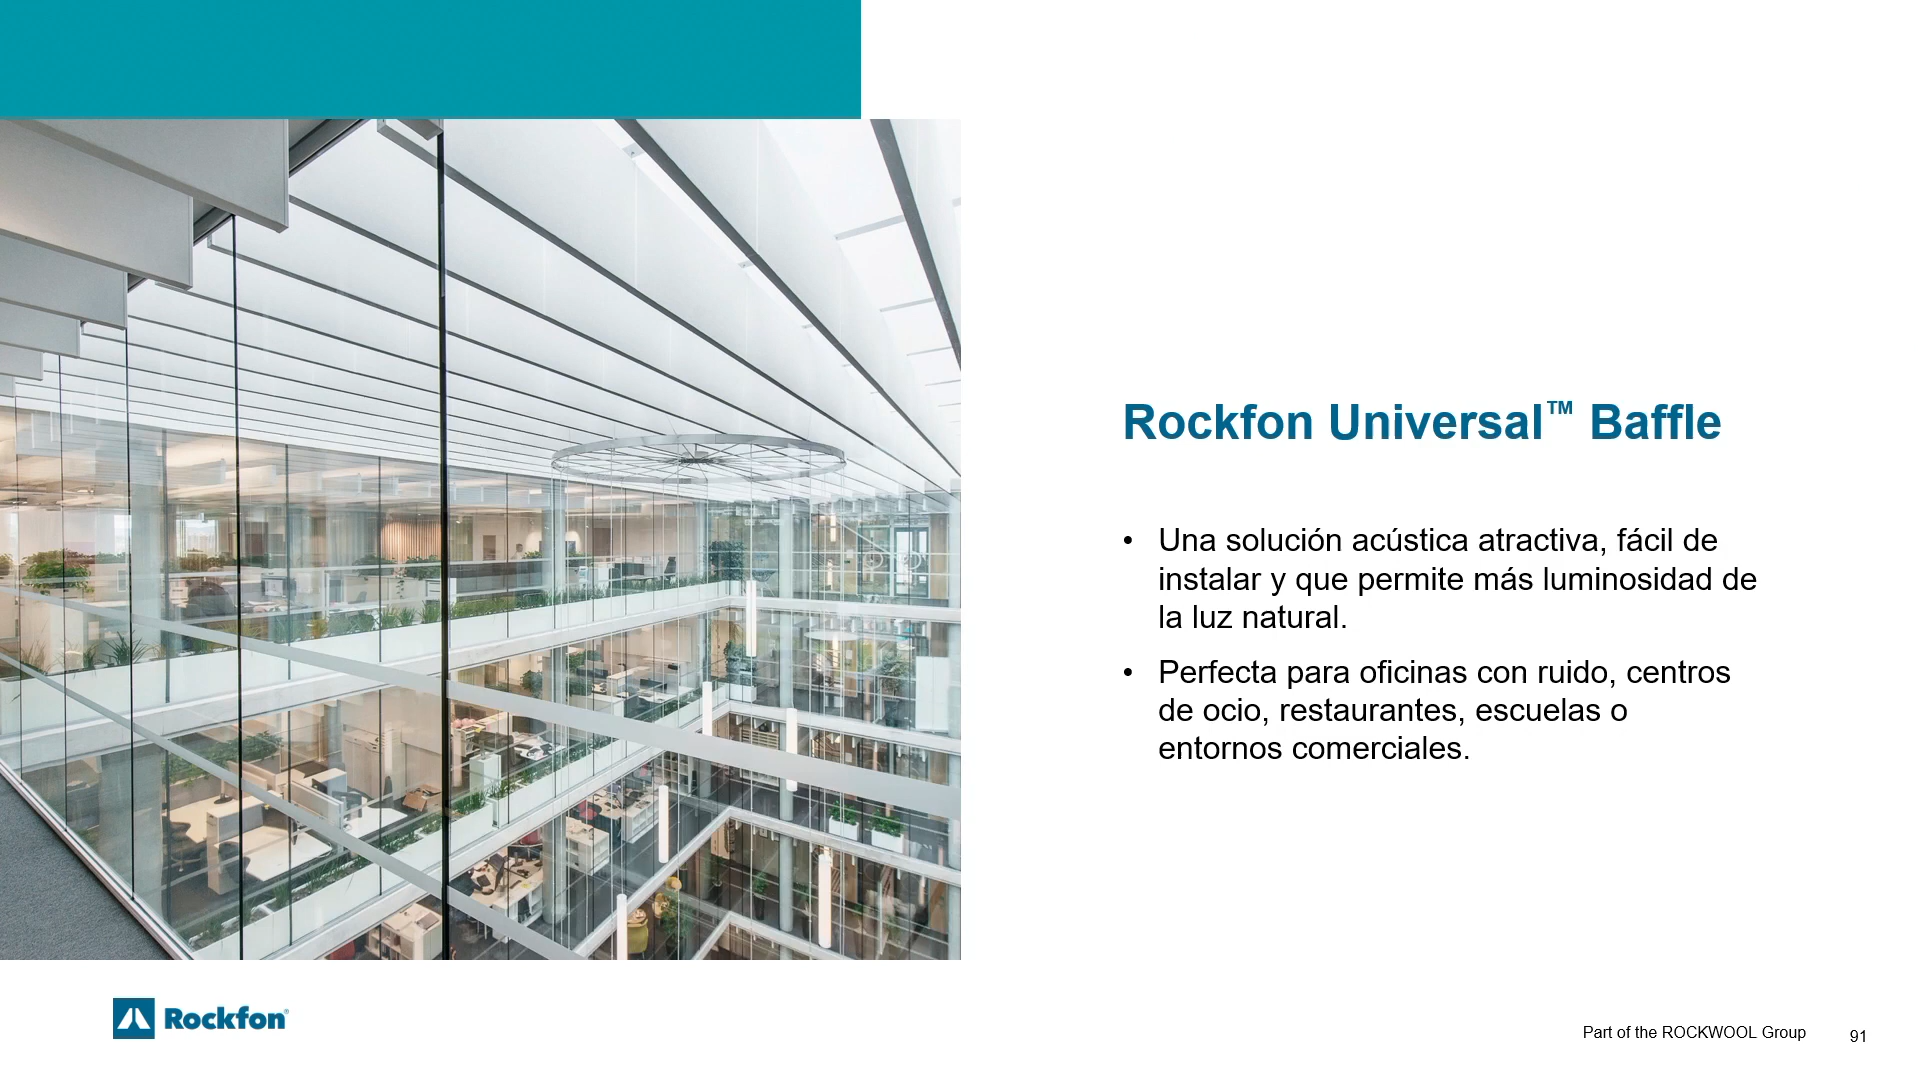 Rockfon Universal™ Baffle
• Una solución acústica atractiva, fácil de
instalar y que permite más luminosidad de
la luz natural.
• Perfecta para oficinas con ruido, centros
de ocio, restaurantes, escuelas o
entornos comerciales.
Rockfon®
Part of the ROCKWOOL Group
91